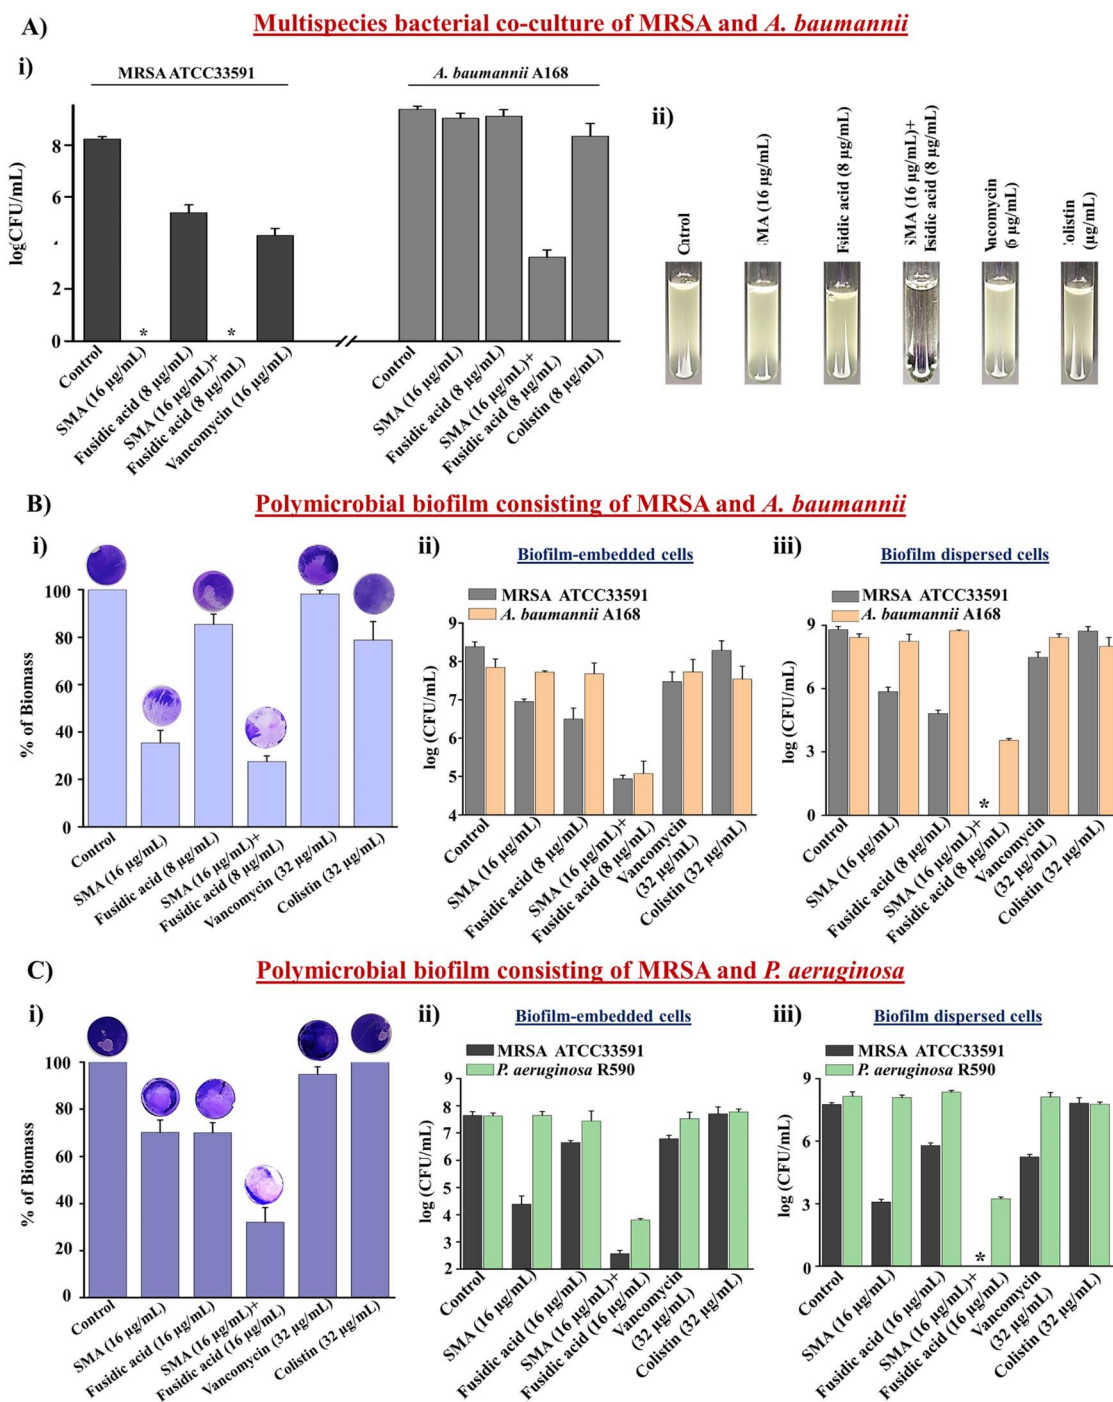 A)
Multispecies bacterial co-culture of MRSA and A. baumannii
i)
MRSA ATCC33591
A. baumannii A168
log(CFU/mL)
8
6
4
2
0
*
*
Control
SMA (16 µg/mL)
Fusidic acid (8 µg/mL)
SMA (16 µg/mL)+
Fusidic acid (8 µg/mL)
Vancomycin (16 µg/mL)
Control
SMA (16 µg/mL)
Fusidic acid (8 µg/mL)
SMA (16 µg/mL)+
Fusidic acid (8 µg/mL)
Colistin (8 µg/mL)
ii)
(16 µg/mL)
acid (8 µg/mL)
(16 µg/mL)+
acid (8 µg/mL)
B)
Polymicrobial biofilm consisting of MRSA and A. baumannii
i)
% of Biomass
100
80
60
40
20
0
Control
SMA (16 µg/mL)
Fusidic acid (8 µg/mL)
SMA (16 µg/mL)+
Fusidic acid (8 µg/mL)
Vancomycin (32 µg/mL)
Colistin (32 µg/mL)
ii)
Biofilm-embedded cells
MRSA ATCC33591
A. baumannii A168
log (CFU/mL)
9
8
7
6
5
4
Control
SMA (16 µg/mL)
Fusidic acid (8 µg/mL)
SMA (16 µg/mL)+
Fusidic acid (8 µg/mL)
Vancomycin
(32 µg/mL)
Colistin (32 µg/mL)
iii)
Biofilm dispersed cells
MRSA ATCC33591
A. baumannii A168
log (CFU/mL)
9
6
3
0
*
Control
SMA (16 µg/mL)
Fusidic acid (8 µg/mL)
SMA (16 µg/mL)+
Fusidic acid (8 µg/mL)
Vancomycin
(32 µg/mL)
Colistin (32 µg/mL)
C)
Polymicrobial biofilm consisting of MRSA and P. aeruginosa
i)
% of Biomass
100
80
60
40
20
0
Control
SMA (16 µg/mL)
Fusidic acid (16 µg/mL)
SMA (16 µg/mL)+
Fusidic acid (16 µg/mL)
Vancomycin (32 µg/mL)
Colistin (32 µg/mL)
ii)
Biofilm-embedded cells
MRSA ATCC33591
P. aeruginosa R590
log (CFU/mL)
9
8
7
6
5
4
3
2
Control
SMA (16 µg/mL)
Fusidic acid (16 µg/mL)
SMA (16 µg/mL)+
Fusidic acid (16 µg/mL)
Vancomycin
(32 µg/mL)
Colistin (32 µg/mL)
iii)
Biofilm dispersed cells
MRSA ATCC33591
P. aeruginosa R590
log (CFU/mL)
9
6
3
0
*
Control
SMA (16 µg/mL)
Fusidic acid (16 µg/mL)
SMA (16 µg/mL)+
Fusidic acid (16 µg/mL)
Vancomycin
(32 µg/mL)
Colistin (32 µg/mL)